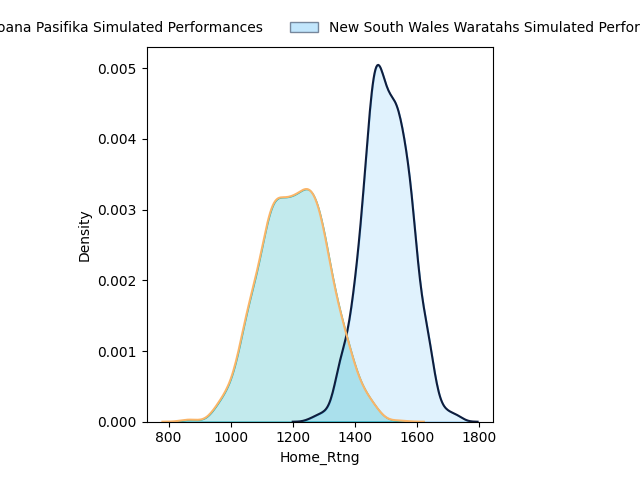 oana Pasifika Simulated Performances
New South Wales Waratahs Simulated Perfor
0.005
0.004
0.003
0.002
0.001
0.000
Density
800 1000 1200 1400 1600 1800
Home_Rtng